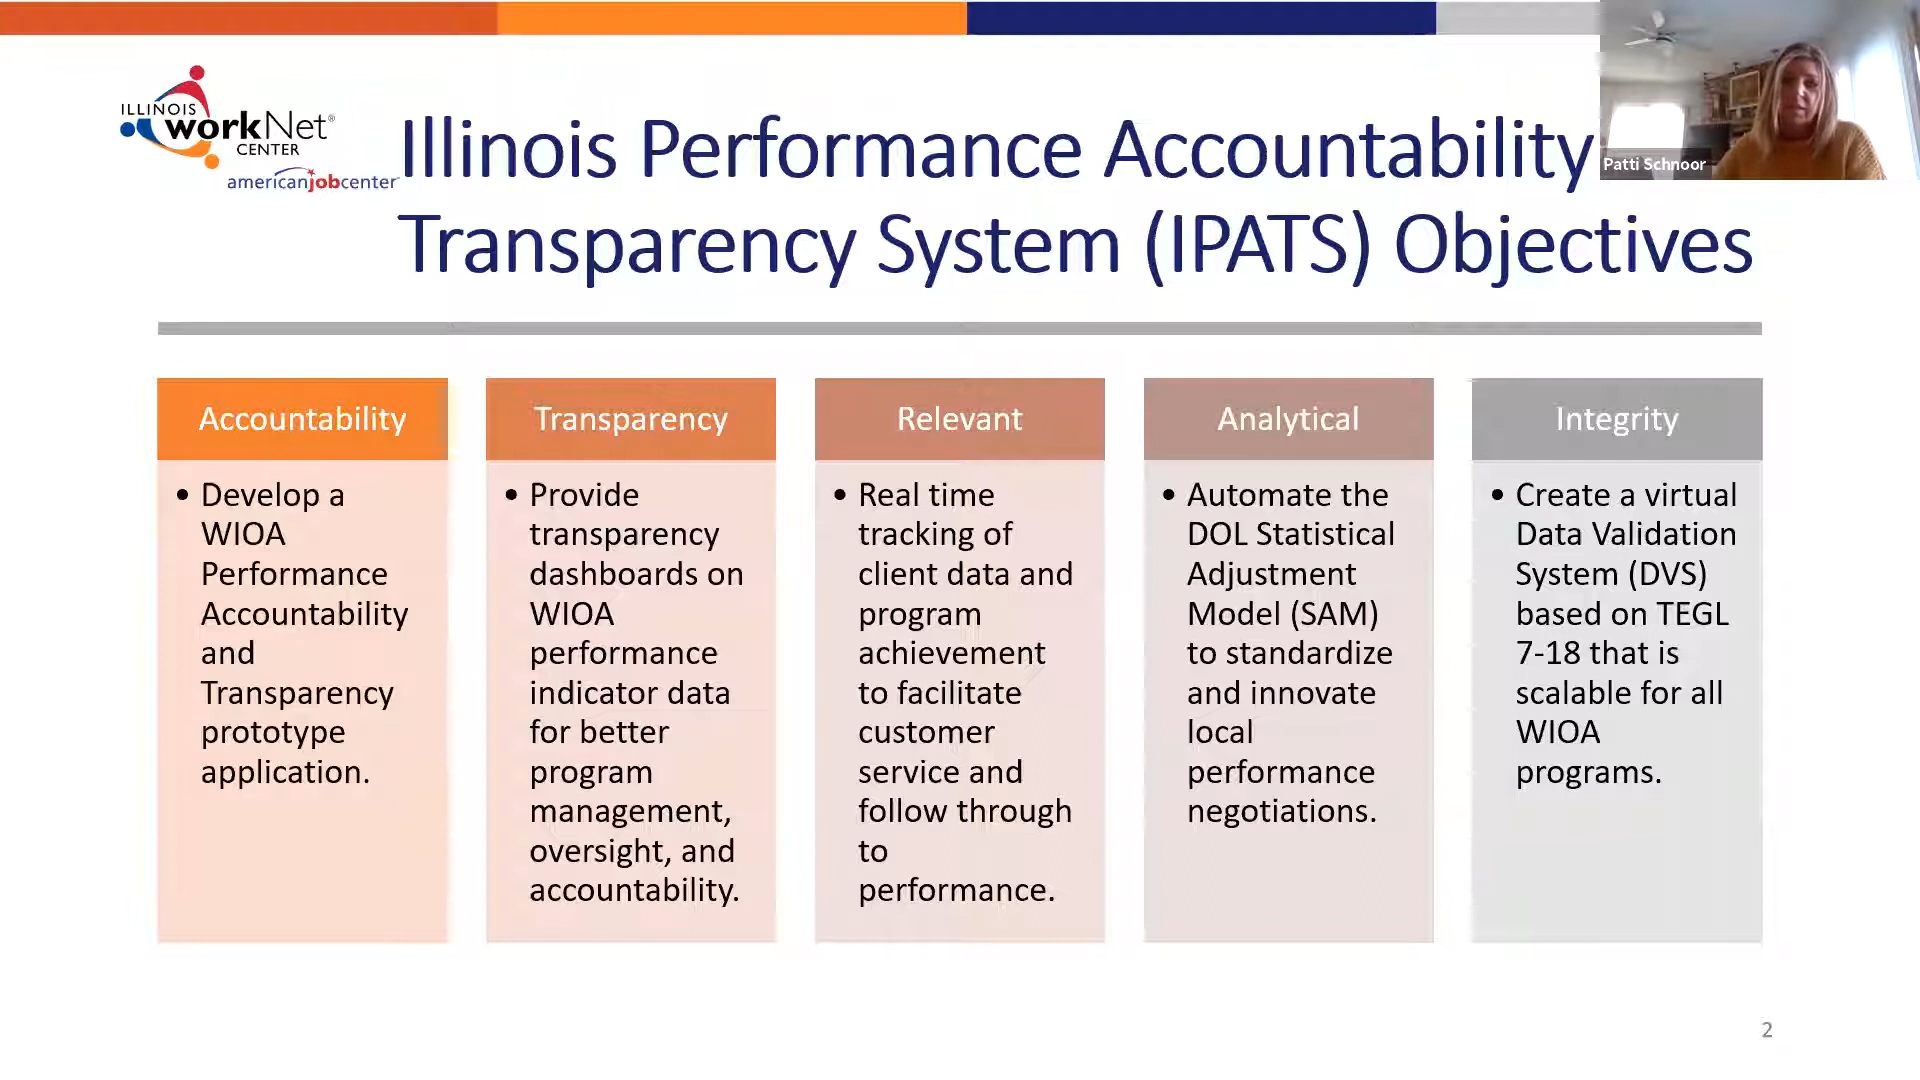 ILLINOIS
workNet®
CENTER
americanjobcenter
Illinois Performance Accountability
Transparency System (IPATS) Objectives
Patti Schnoor
Accountability
• Develop a
WIOA
Performance
Accountability
and
Transparency
prototype
application.
Transparency
• Provide
transparency
dashboards on
WIOA
performance
indicator data
for better
program
management,
oversight, and
accountability.
Relevant
• Real time
tracking of
client data and
program
achievement
to facilitate
customer
service and
follow through
to
performance.
Analytical
• Automate the
DOL Statistical
Adjustment
Model (SAM)
to standardize
and innovate
local
performance
negotiations.
Integrity
• Create a virtual
Data Validation
System (DVS)
based on TEGL
7-18 that is
scalable for all
WIOA
programs.
2